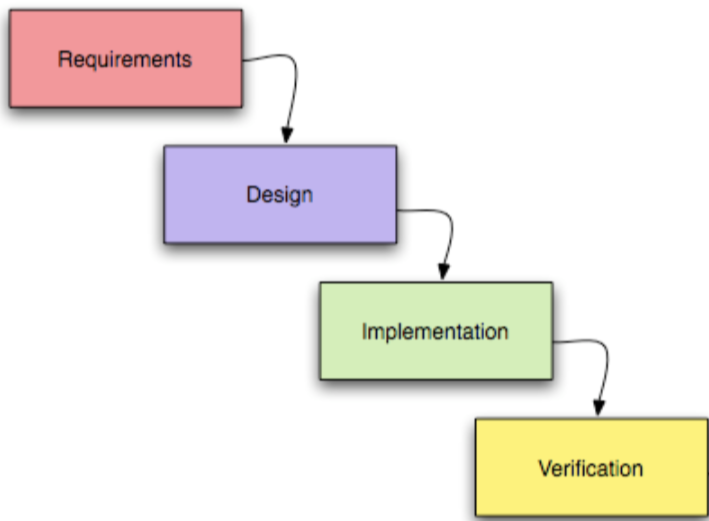 Requirements
Design
Implementation
Verification